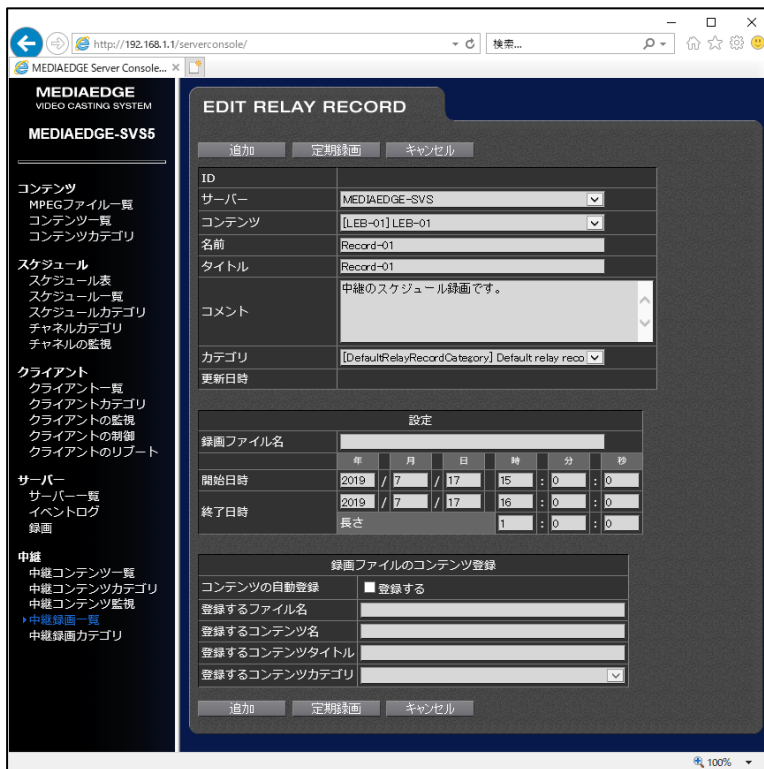 http://192.168.1.1/serverconsole/
検索...
MEDIAEDGE Server Console...
MEDIAEDGE
VIDEO CASTING SYSTEM
MEDIAEDGE-SVS5
コンテンツ
MPEGファイル一覧
コンテンツ一覧
コンテンツカテゴリ
スケジュール
スケジュール表
スケジュール一覧
スケジュールカテゴリ
チャネルカテゴリ
チャネルの監視
クライアント
クライアント一覧
クライアントカテゴリ
クライアントの監視
クライアントの制御
クライアントのリブート
サーバー
サーバー一覧
イベントログ
録画
中継
中継コンテンツ一覧
中継コンテンツカテゴリ
中継コンテンツ監視
中継録画一覧
中継録画カテゴリ
EDIT RELAY RECORD
追加 定期録画 キャンセル
ID
サーバー MEDIAEDGE-SVS
コンテンツ [LEB-01] LEB-01
名前 Record-01
タイトル Record-01
コメント 中継のスケジュール録画です。
カテゴリ [DefaultRelayRecordCategory] Default relay reco
更新日時
設定
録画ファイル名
年 月 日 時 分 秒
開始日時 2019 / 7 / 17 15 : 0 : 0
終了日時 2019 / 7 / 17 16 : 0 : 0
長さ 1 : 0 : 0
録画ファイルのコンテンツ登録
コンテンツの自動登録 登録する
登録するファイル名
登録するコンテンツ名
登録するコンテンツタイトル
登録するコンテンツカテゴリ
追加 定期録画 キャンセル
100%